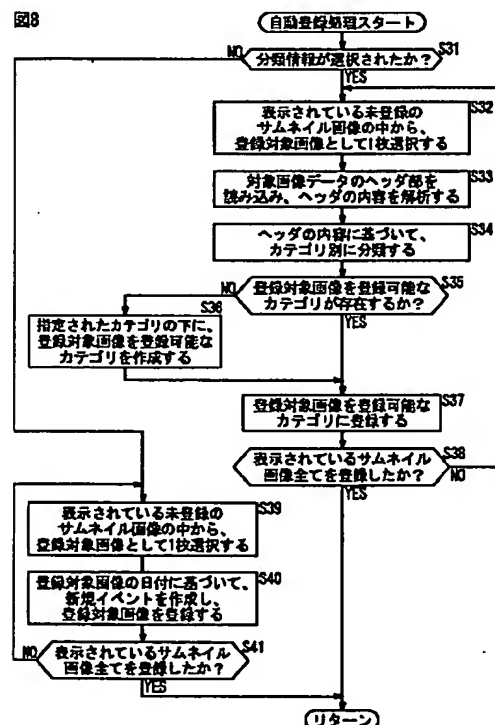 図8
自動登録処理スタート
S31
分類情報が選択されたか?
NO
YES
S32
表示されている未登録の
サムネイル画像の中から、
登録対象画像として1枚選択する
S33
対象画像データのヘッダ部を
読み込み、ヘッダの内容を解析する
S34
ヘッダの内容に基づいて、
カテゴリ別に分類する
S35
登録対象画像を登録可能な
カテゴリが存在するか?
NO
YES
S36
指定されたカテゴリの下に、
登録対象画像を登録可能な
カテゴリを作成する
S37
登録対象画像を登録可能な
カテゴリに登録する
S38
表示されているサムネイル
画像全てを登録したか?
NO
YES
S39
表示されている未登録の
サムネイル画像の中から、
登録対象画像として1枚選択する
S40
登録対象画像の日付に基づいて、
新規イベントを作成し、
登録対象画像を登録する
S41
表示されているサムネイル
画像全てを登録したか?
NO
YES
リターン